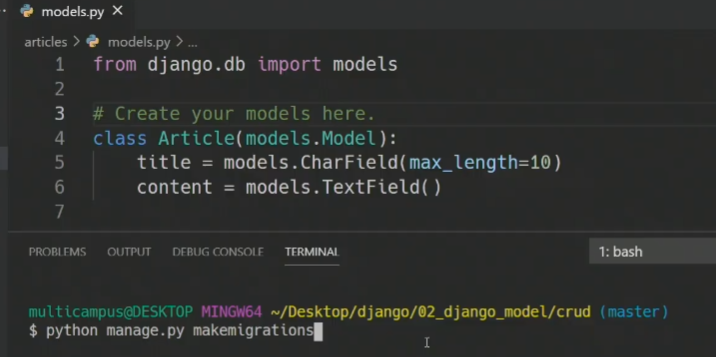 models.py ×
articles > models.py > ...
1 from django.db import models
2
3 # Create your models here.
4 class Article(models.Model):
5     title = models.CharField(max_length=10)
6     content = models.TextField()
7
PROBLEMS OUTPUT DEBUG CONSOLE TERMINAL 1: bash
multicampus@DESKTOP MINGW64 ~/Desktop/django/02_django_model/crud (master)
$ python manage.py makemigrations